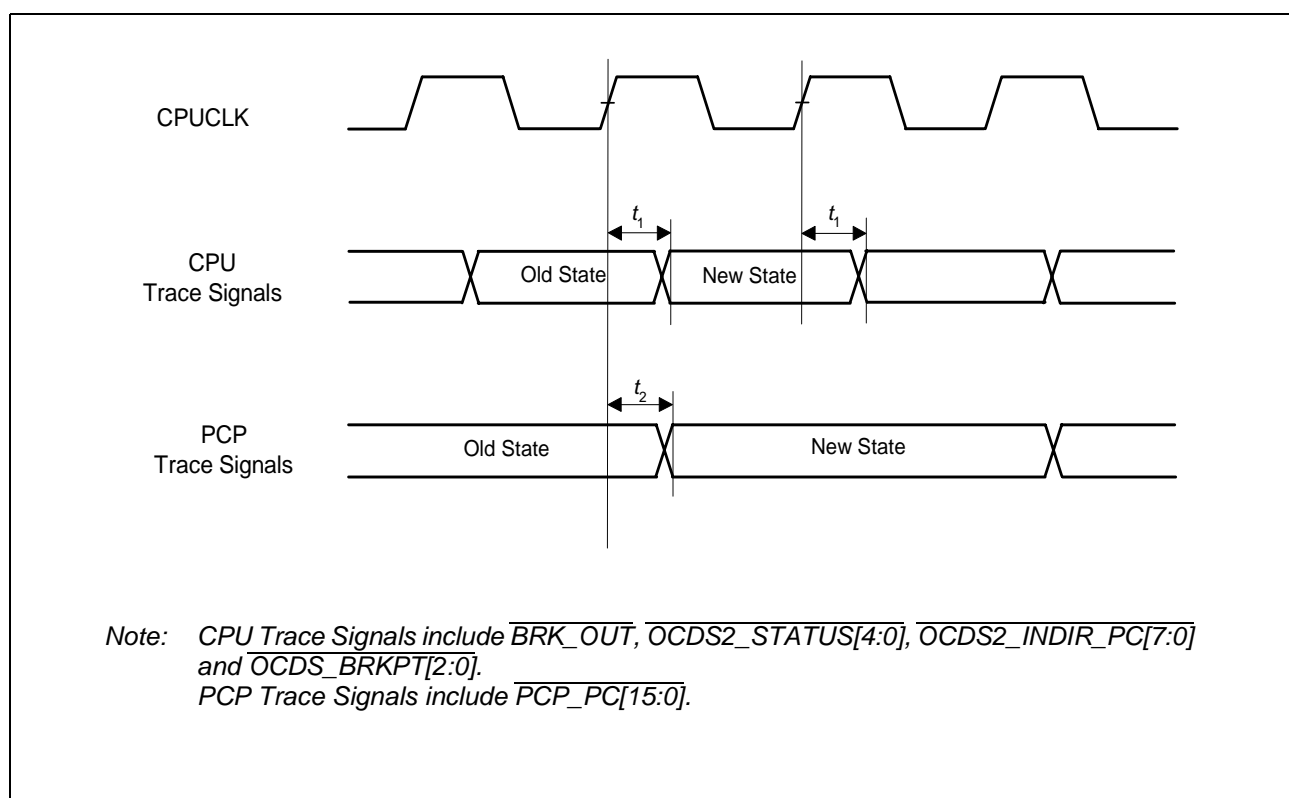 CPUCLK
t1
t1
CPU
Trace Signals
Old State
New State
t2
PCP
Trace Signals
Old State
New State
Note: CPU Trace Signals include BRK_OUT, OCDS2_STATUS[4:0], OCDS2_INDIR_PC[7:0]
and OCDS_BRKPT[2:0].
PCP Trace Signals include PCP_PC[15:0].